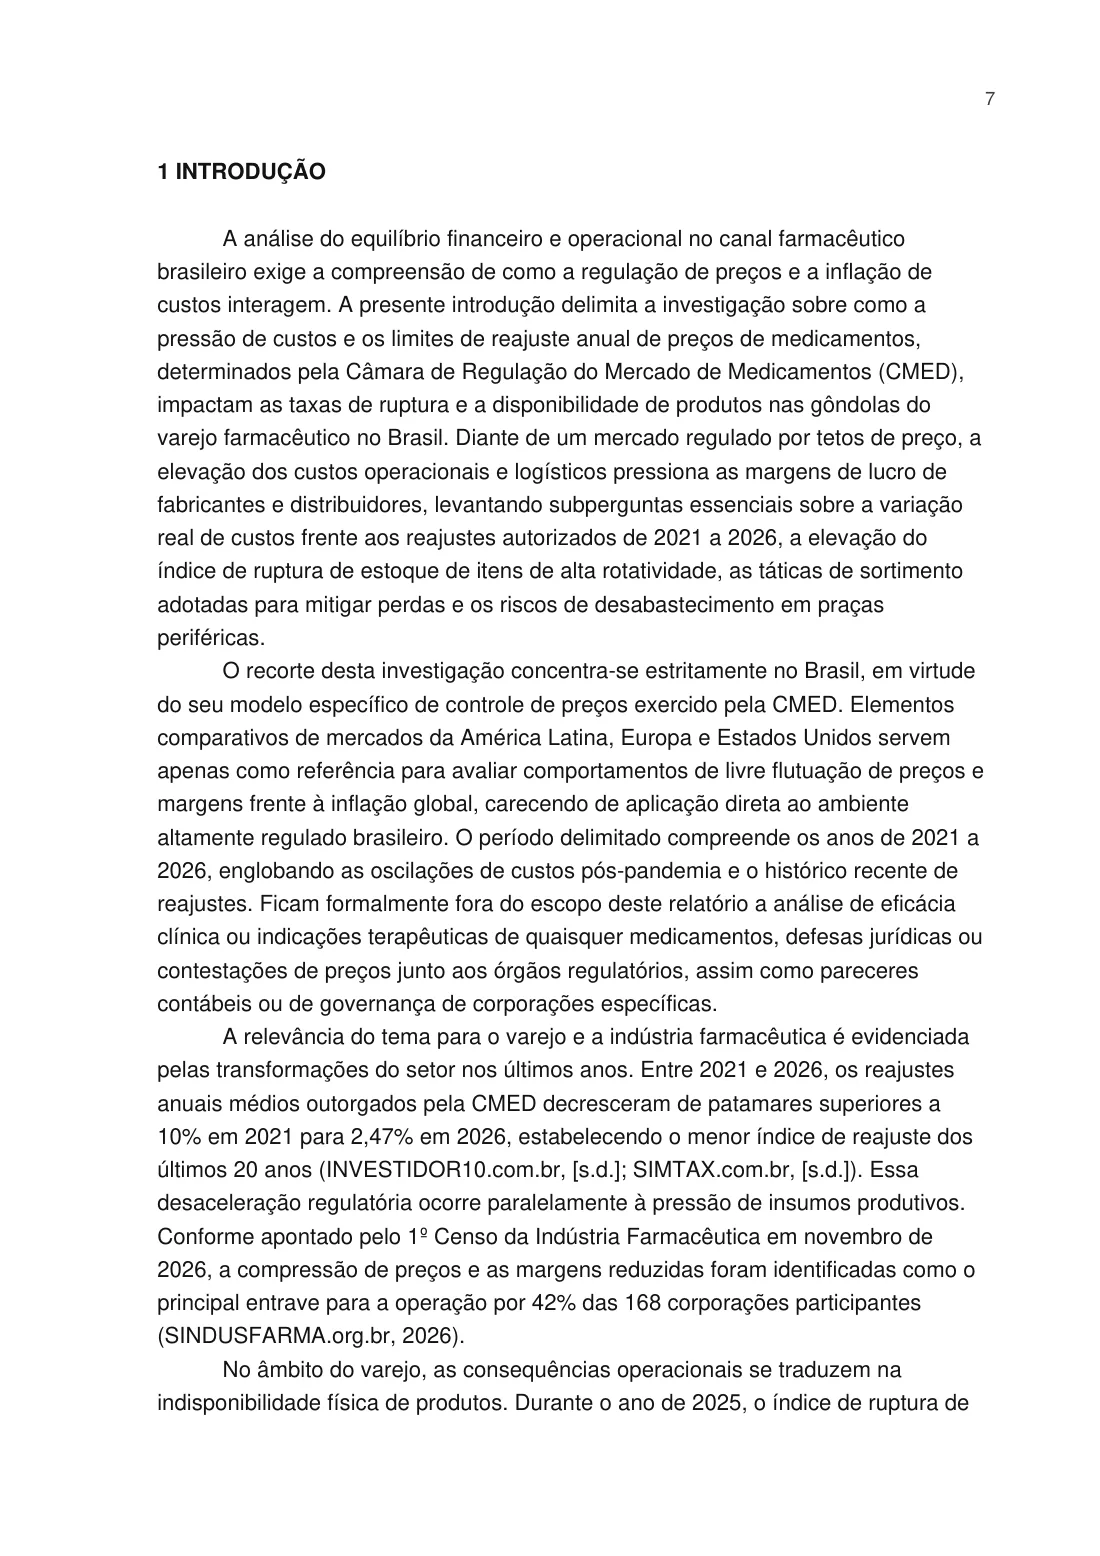 7
1 INTRODUÇÃO
A análise do equilíbrio financeiro e operacional no canal farmacêutico
brasileiro exige a compreensão de como a regulação de preços e a inflação de
custos interagem. A presente introdução delimita a investigação sobre como a
pressão de custos e os limites de reajuste anual de preços de medicamentos,
determinados pela Câmara de Regulação do Mercado de Medicamentos (CMED),
impactam as taxas de ruptura e a disponibilidade de produtos nas gôndolas do
varejo farmacêutico no Brasil. Diante de um mercado regulado por tetos de preço, a
elevação dos custos operacionais e logísticos pressiona as margens de lucro de
fabricantes e distribuidores, levantando subperguntas essenciais sobre a variação
real de custos frente aos reajustes autorizados de 2021 a 2026, a elevação do
índice de ruptura de estoque de itens de alta rotatividade, as táticas de sortimento
adotadas para mitigar perdas e os riscos de desabastecimento em praças
periféricas.
O recorte desta investigação concentra-se estritamente no Brasil, em virtude
do seu modelo específico de controle de preços exercido pela CMED. Elementos
comparativos de mercados da América Latina, Europa e Estados Unidos servem
apenas como referência para avaliar comportamentos de livre flutuação de preços e
margens frente à inflação global, carecendo de aplicação direta ao ambiente
altamente regulado brasileiro. O período delimitado compreende os anos de 2021 a
2026, englobando as oscilações de custos pós-pandemia e o histórico recente de
reajustes. Ficam formalmente fora do escopo deste relatório a análise de eficácia
clínica ou indicações terapêuticas de quaisquer medicamentos, defesas jurídicas ou
contestações de preços junto aos órgãos regulatórios, assim como pareceres
contábeis ou de governança de corporações específicas.
A relevância do tema para o varejo e a indústria farmacêutica é evidenciada
pelas transformações do setor nos últimos anos. Entre 2021 e 2026, os reajustes
anuais médios outorgados pela CMED decresceram de patamares superiores a
10% em 2021 para 2,47% em 2026, estabelecendo o menor índice de reajuste dos
últimos 20 anos (INVESTIDOR10.com.br, [s.d.]; SIMTAX.com.br, [s.d.]). Essa
desaceleração regulatória ocorre paralelamente à pressão de insumos produtivos.
Conforme apontado pelo 1º Censo da Indústria Farmacêutica em novembro de
2026, a compressão de preços e as margens reduzidas foram identificadas como o
principal entrave para a operação por 42% das 168 corporações participantes
(SINDUSFARMA.org.br, 2026).
No âmbito do varejo, as consequências operacionais se traduzem na
indisponibilidade física de produtos. Durante o ano de 2025, o índice de ruptura de